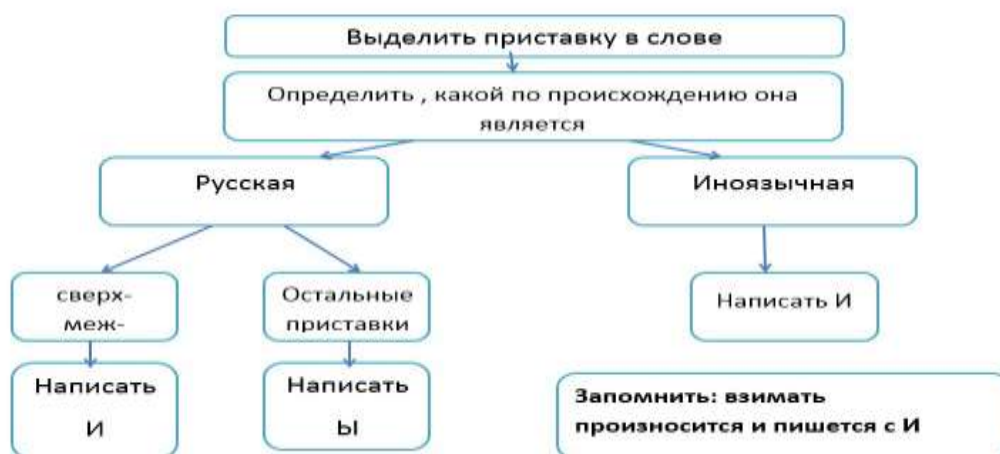 Выделить приставку в слове
Определить , какой по происхождению она
является
Русская
Иноязычная
сверх-
меж-
Остальные
приставки
Написать И
Написать
И
Написать
Ы
Запомнить: взимать
произносится и пишется с И